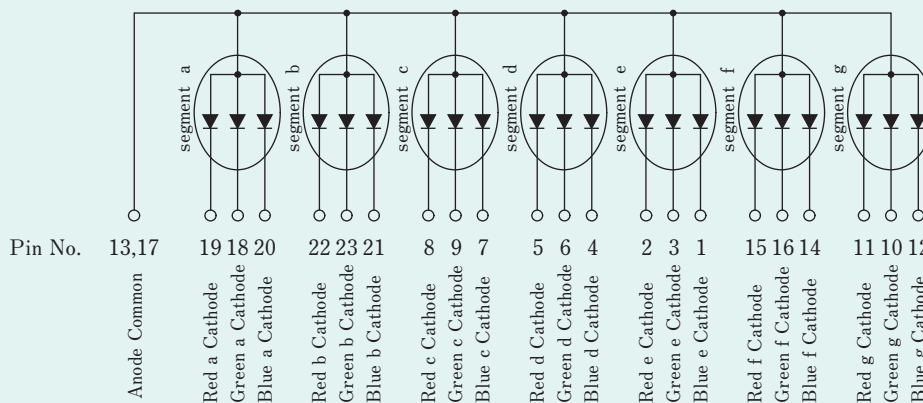 segment a
segment b
segment c
segment d
segment e
segment f
segment g
Pin No. 13,17 19 18 20 22 23 21 8 9 7 5 6 4 2 3 1 15 16 14 11 10 12
Anode Common
Red a Cathode
Green a Cathode
Blue a Cathode
Red b Cathode
Green b Cathode
Blue b Cathode
Red c Cathode
Green c Cathode
Blue c Cathode
Red d Cathode
Green d Cathode
Blue d Cathode
Red e Cathode
Green e Cathode
Blue e Cathode
Red f Cathode
Green f Cathode
Blue f Cathode
Red g Cathode
Green g Cathode
Blue g Cathode